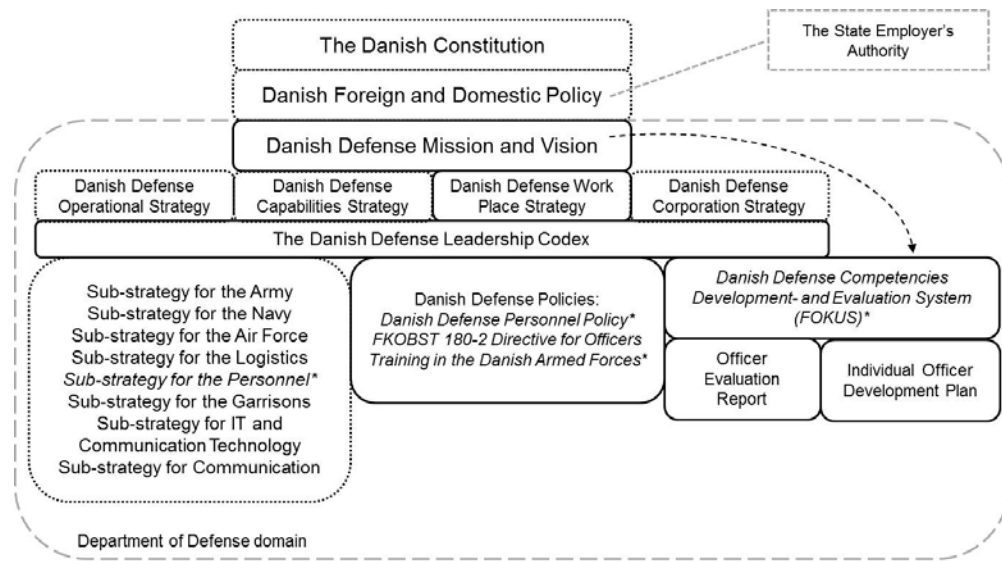 The Danish Constitution
The State Employer's
Authority
Danish Foreign and Domestic Policy
Danish Defense Mission and Vision
Danish Defense
Operational Strategy
Danish Defense
Capabilities Strategy
Danish Defense Work
Place Strategy
Danish Defense
Corporation Strategy
The Danish Defense Leadership Codex
Sub-strategy for the Army
Sub-strategy for the Navy
Sub-strategy for the Air Force
Sub-strategy for the Logistics
Sub-strategy for the Personnel*
Sub-strategy for the Garrisons
Sub-strategy for IT and
Communication Technology
Sub-strategy for Communication
Danish Defense Policies:
Danish Defense Personnel Policy*
FKOBST 180-2 Directive for Officers
Training in the Danish Armed Forces*
Danish Defense Competencies
Development- and Evaluation System
(FOKUS)*
Officer
Evaluation
Report
Individual Officer
Development Plan
Department of Defense domain